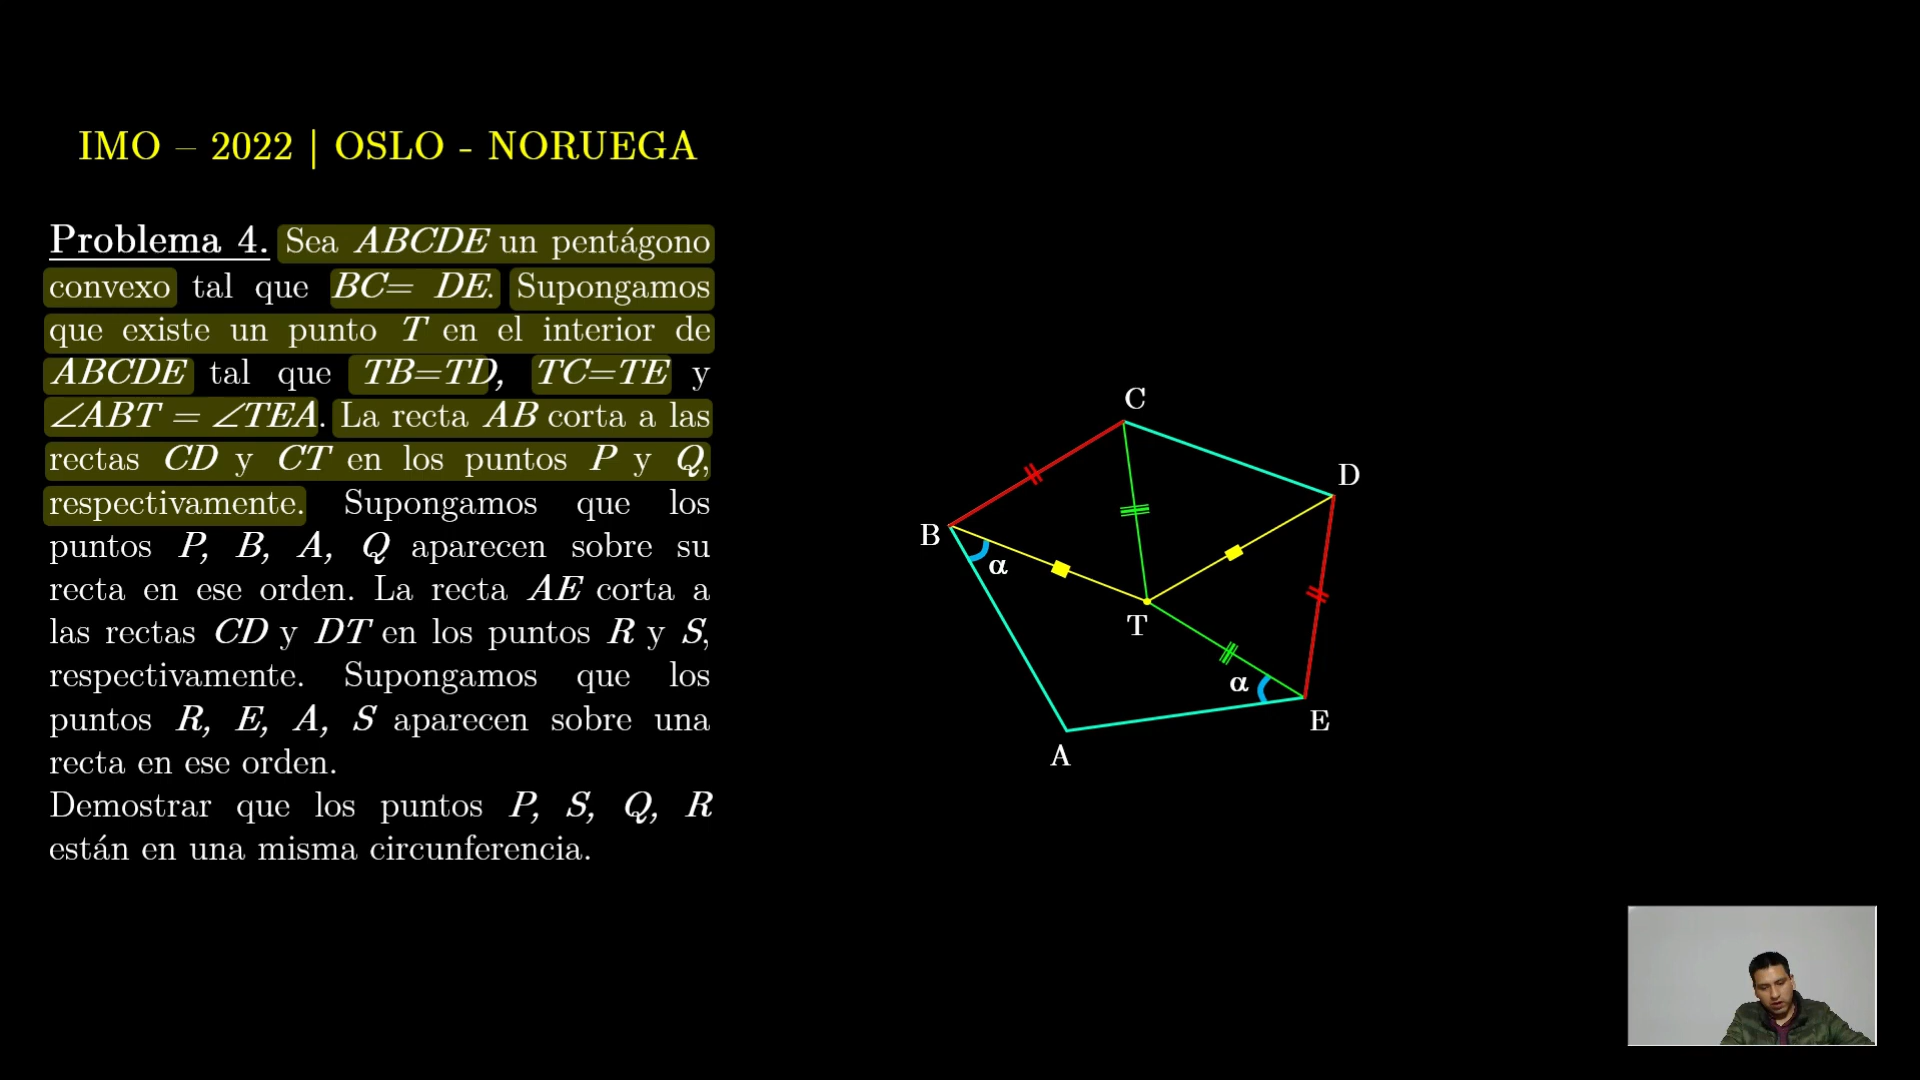 IMO – 2022 | OSLO - NORUEGA
Problema 4. Sea ABCDE un pentágono
convexo tal que BC= DE. Supongamos
que existe un punto T en el interior de
ABCDE tal que TB=TD, TC=TE y
∠ABT = ∠TEA. La recta AB corta a las
rectas CD y CT en los puntos P y Q,
respectivamente. Supongamos que los
puntos P, B, A, Q aparecen sobre su
recta en ese orden. La recta AE corta a
las rectas CD y DT en los puntos R y S,
respectivamente. Supongamos que los
puntos R, E, A, S aparecen sobre una
recta en ese orden.
Demostrar que los puntos P, S, Q, R
están en una misma circunferencia.
C
D
B
α
T
α
E
A